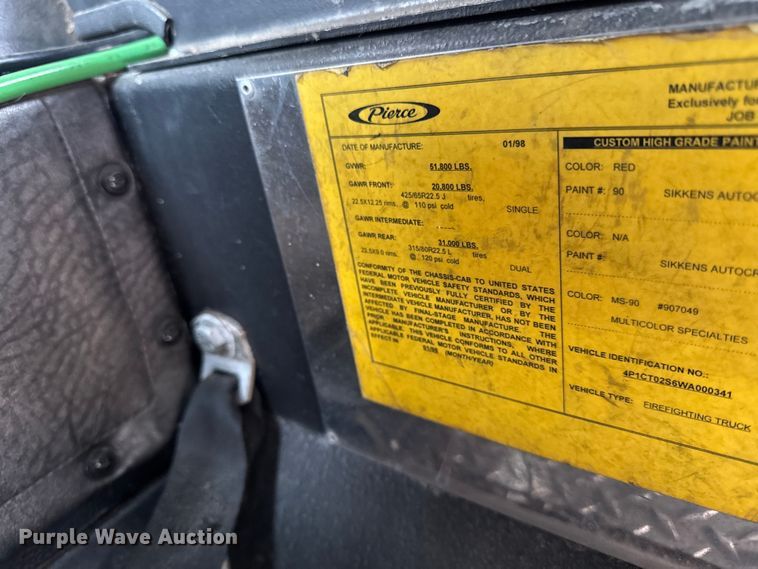 Pierce
MANUFACTUR
Exclusively fo
JOB
DATE OF MANUFACTURE: 01/98
GVWR: 51,800 LBS.
GAWR FRONT: 20,800 LBS.
425/65R22.5 J tires,
22.5X12.25 rims. @ 110 psi cold SINGLE
GAWR INTERMEDIATE:
GAWR REAR: 31,000 LBS.
315/80R22.5 L tires
22.5X9.0 rims. @ 120 psi cold DUAL
CONFORMITY OF THE CHASSIS-CAB TO UNITED STATES
FEDERAL MOTOR VEHICLE SAFETY STANDARDS, WHICH
HAVE BEEN PREVIOUSLY FULLY CERTIFIED BY THE
INCOMPLETE VEHICLE MANUFACTURER OR BY THE
INTERMEDIATE VEHICLE MANUFACTURER, HAS NOT BEEN
AFFECTED BY FINAL-STAGE MANUFACTURE. THE
VEHICLE HAS BEEN COMPLETED IN ACCORDANCE WITH
PRIOR MANUFACTURER'S INSTRUCTIONS, WHERE
APPLICABLE. THIS VEHICLE CONFORMS TO ALL OTHER
APPLICABLE FEDERAL MOTOR VEHICLE STANDARDS IN
EFFECT IN (MONTH/YEAR)
CUSTOM HIGH GRADE PAINT
COLOR: RED
PAINT #: 90 SIKKENS AUTOC
COLOR: N/A
PAINT # SIKKENS AUTOCR
COLOR: MS-90 #907049
MULTICOLOR SPECIALTIES
VEHICLE IDENTIFICATION NO.:
4P1CT02S6WA000341
VEHICLE TYPE: FIREFIGHTING TRUCK
Purple Wave Auction